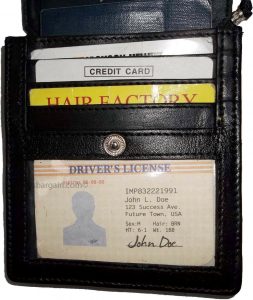 CREDIT CARD
HAIR FACTORY
DRIVER'S LICENSE
IMP832221991
John L. Doe
123 Success Ave.
Future Town, USA
Sex:M Hair: BRN
HT: 6-1 Wt. 188
John Doe